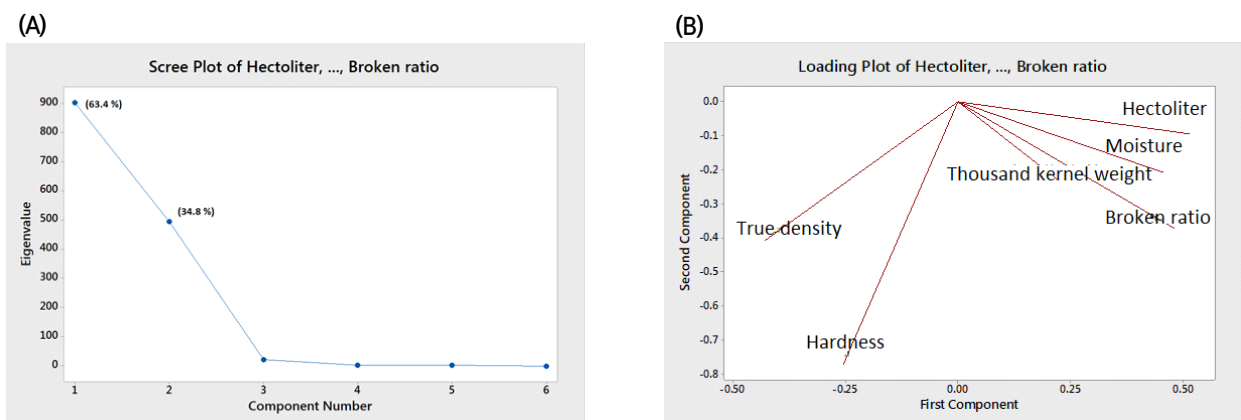 (A)
Scree Plot of Hectoliter, ..., Broken ratio
900
800
700
600
500
400
300
200
100
0
Eigenvalue
(63.4 %)
(34.8 %)
1 2 3 4 5 6
Component Number
(B)
Loading Plot of Hectoliter, ..., Broken ratio
0.0
-0.1
-0.2
-0.3
-0.4
-0.5
-0.6
-0.7
-0.8
Second Component
Hectoliter
Moisture
Thousand kernel weight
Broken ratio
True density
Hardness
-0.50 -0.25 0.00 0.25 0.50
First Component